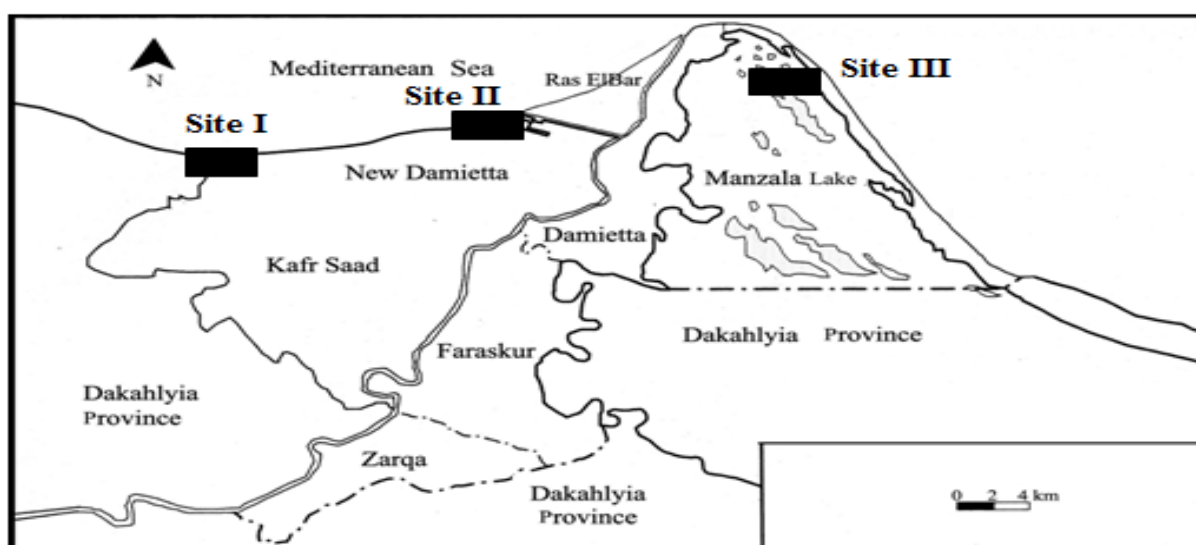 Mediterranean Sea
N
Ras ElBar
Site III
Site II
Site I
New Damietta
Manzala Lake
Damietta
Kafr Saad
Dakahlyia Province
Faraskur
Dakahlyia
Province
Zarqa
Dakahlyia
Province
0 2 4 km